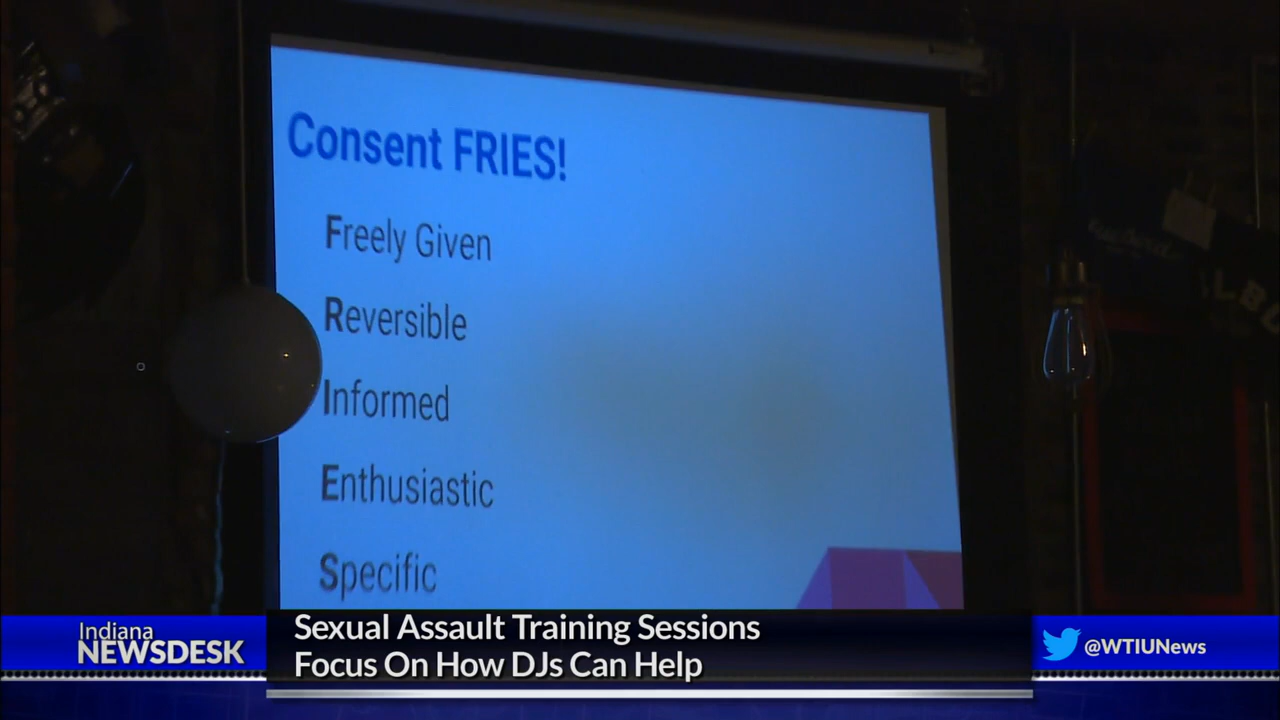 Consent FRIES!
Freely Given
Reversible
Informed
Enthusiastic
Specific
Sexual Assault Training Sessions
Focus On How DJs Can Help
Indiana
NEWSDESK
@WTIUNews